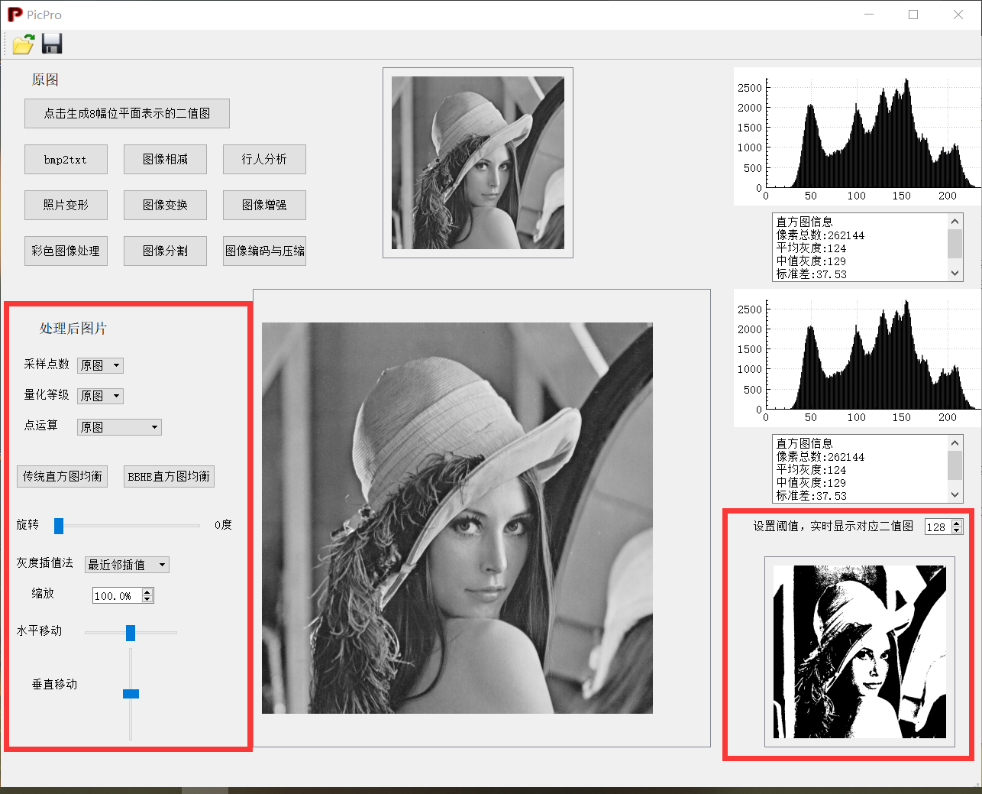 PicPro
原图
点击生成8幅位平面表示的二值图
bmp2txt 图像相减 行人分析
照片变形 图像变换 图像增强
彩色图像处理 图像分割 图像编码与压缩
2500
2000
1500
1000
500
0
0 50 100 150 200
直方图信息
像素总数:262144
平均灰度:124
中值灰度:129
标准差:37.53
处理后图片
采样点数 原图
量化等级 原图
点运算 原图
传统直方图均衡 BBHE直方图均衡
旋转 0度
灰度插值法 最近邻插值
缩放 100.0%
水平移动
垂直移动
2500
2000
1500
1000
500
0
0 50 100 150 200
直方图信息
像素总数:262144
平均灰度:124
中值灰度:129
标准差:37.53
设置阈值，实时显示对应二值图 128